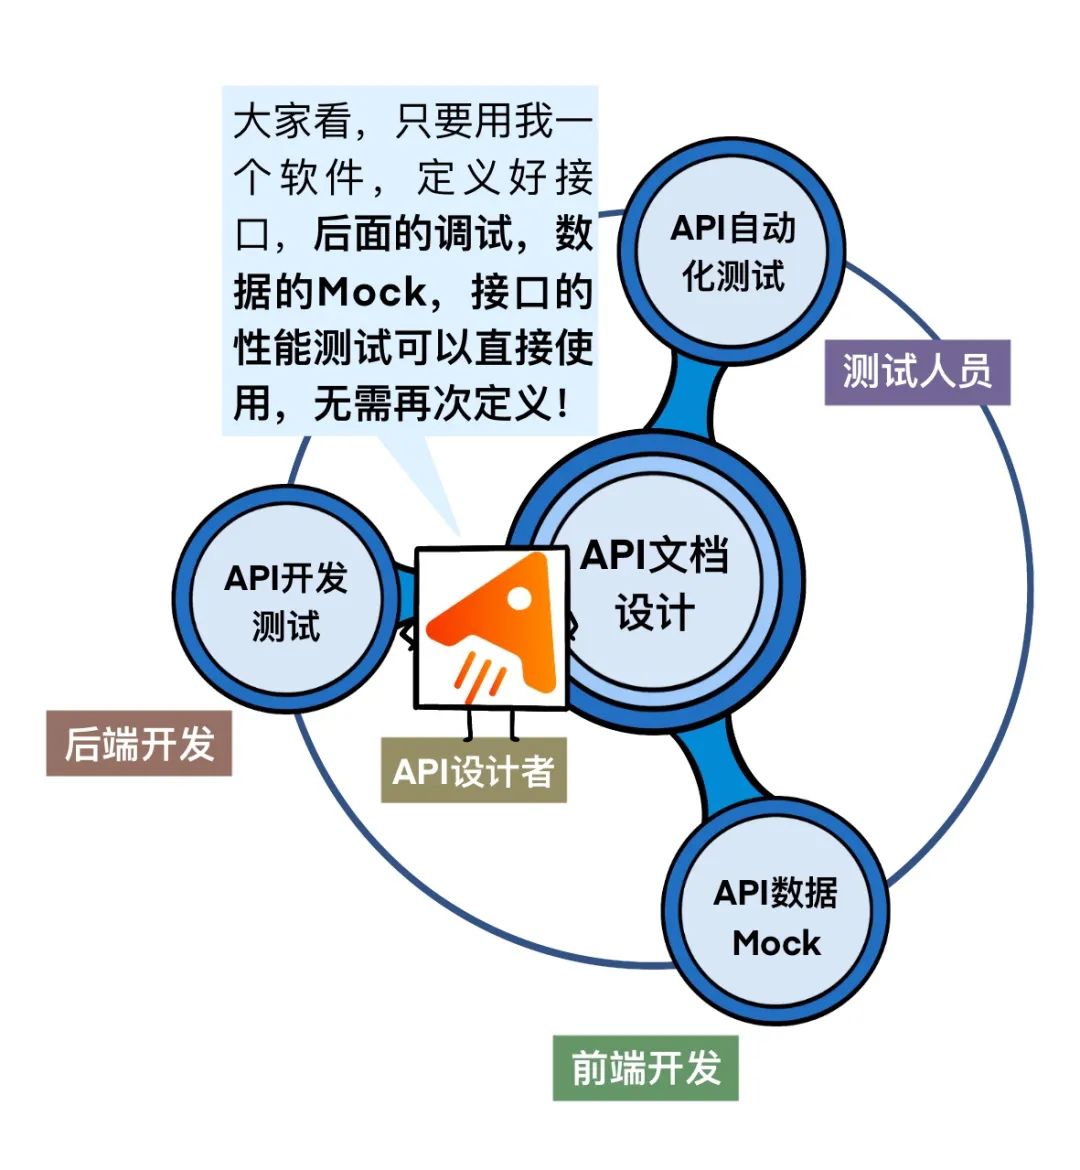 大家看，只要用我一
个软件，定义好接
口，后面的调试，数
据的Mock，接口的
性能测试可以直接使
用，无需再次定义！
API自动
化测试
测试人员
API文档
设计
API开发
测试
后端开发
API设计者
API数据
Mock
前端开发